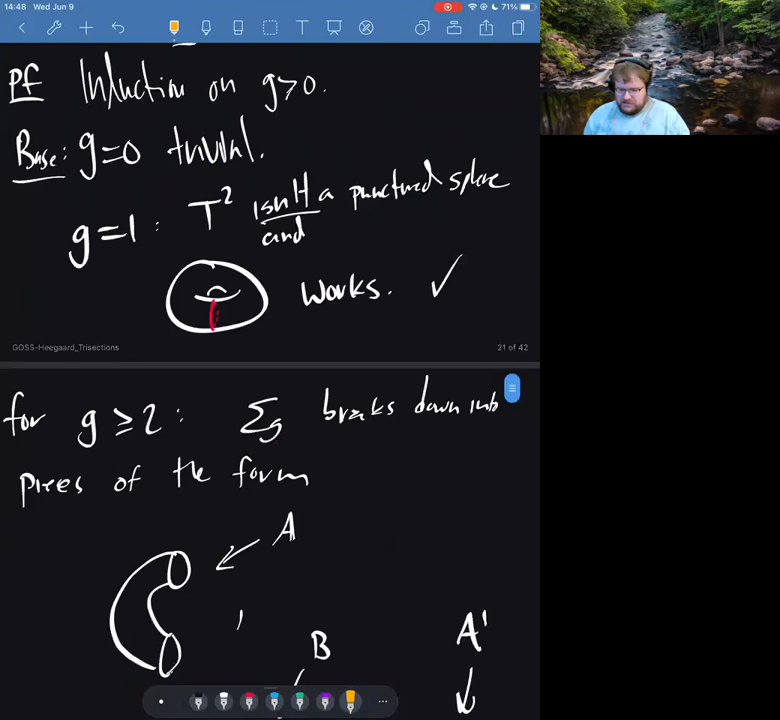 14:48 Wed Jun 9
71%
Pf Induction on g>0.
Base: g=0 trivial.
g=1: T² isn't a punctured sphere
and
works. ✓
GOSS-Heegaard_Trisections
21 of 42
for g ≥ 2: Σg breaks down into
pieces of the form
A
,
B
A'